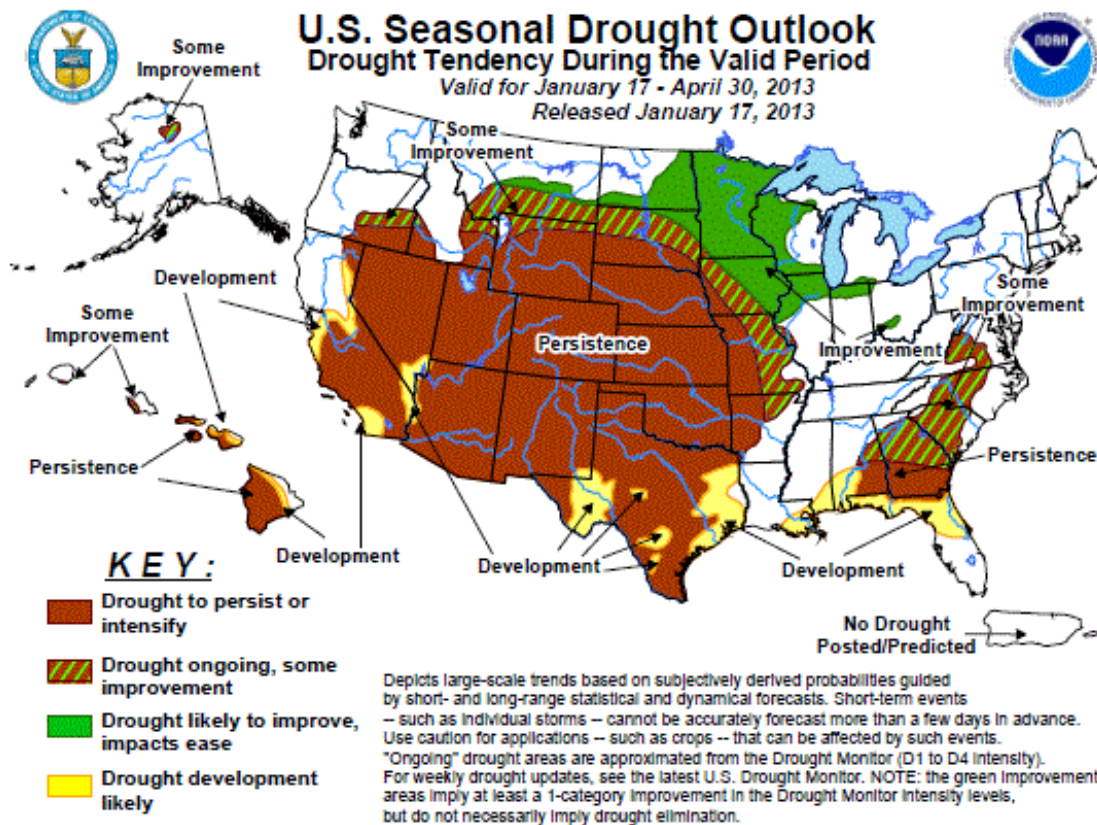 U.S. Seasonal Drought Outlook
Drought Tendency During the Valid Period
Valid for January 17 - April 30, 2013
Released January 17, 2013
NOAA
Some
Improvement
Some
Improvement
Development
Some
Improvement
Some
Improvement
Persistence
Improvement
Persistence
Persistence
Development
Development
Development
No Drought
Posted/Predicted
KEY:
Drought to persist or
intensify
Drought ongoing, some
improvement
Drought likely to improve,
impacts ease
Drought development
likely
Depicts large-scale trends based on subjectively derived probabilities guided
by short- and long-range statistical and dynamical forecasts. Short-term events
-- such as individual storms -- cannot be accurately forecast more than a few days in advance.
Use caution for applications -- such as crops -- that can be affected by such events.
"Ongoing" drought areas are approximated from the Drought Monitor (D1 to D4 intensity).
For weekly drought updates, see the latest U.S. Drought Monitor. NOTE: the green improvement
areas imply at least a 1-category improvement in the Drought Monitor intensity levels,
but do not necessarily imply drought elimination.